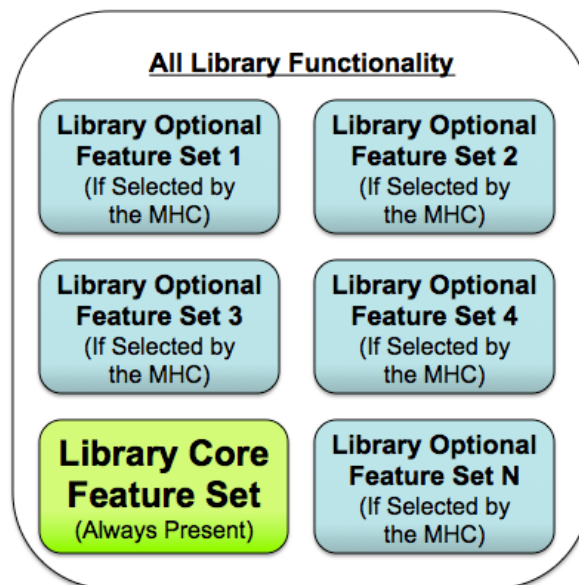 All Library Functionality
Library Optional
Feature Set 1
(If Selected by
the MHC)
Library Optional
Feature Set 2
(If Selected by
the MHC)
Library Optional
Feature Set 3
(If Selected by
the MHC)
Library Optional
Feature Set 4
(If Selected by
the MHC)
Library Core
Feature Set
(Always Present)
Library Optional
Feature Set N
(If Selected by
the MHC)